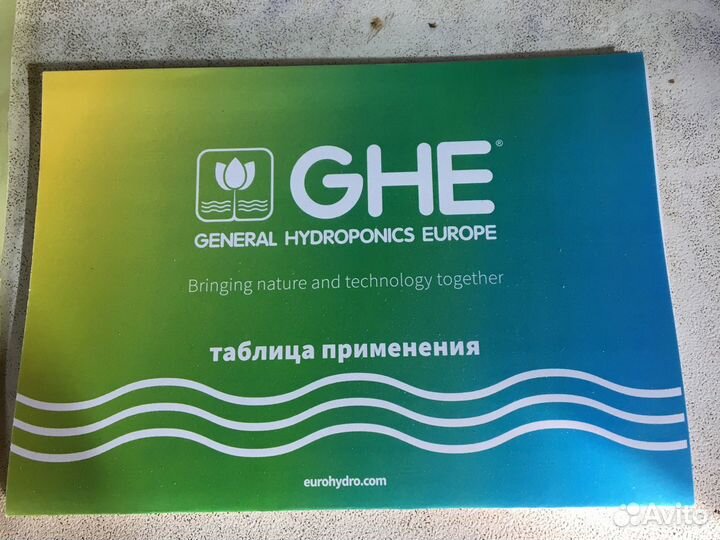 GHE®
GENERAL HYDROPONICS EUROPE
Bringing nature and technology together
таблица применения
eurohydro.com
Avito